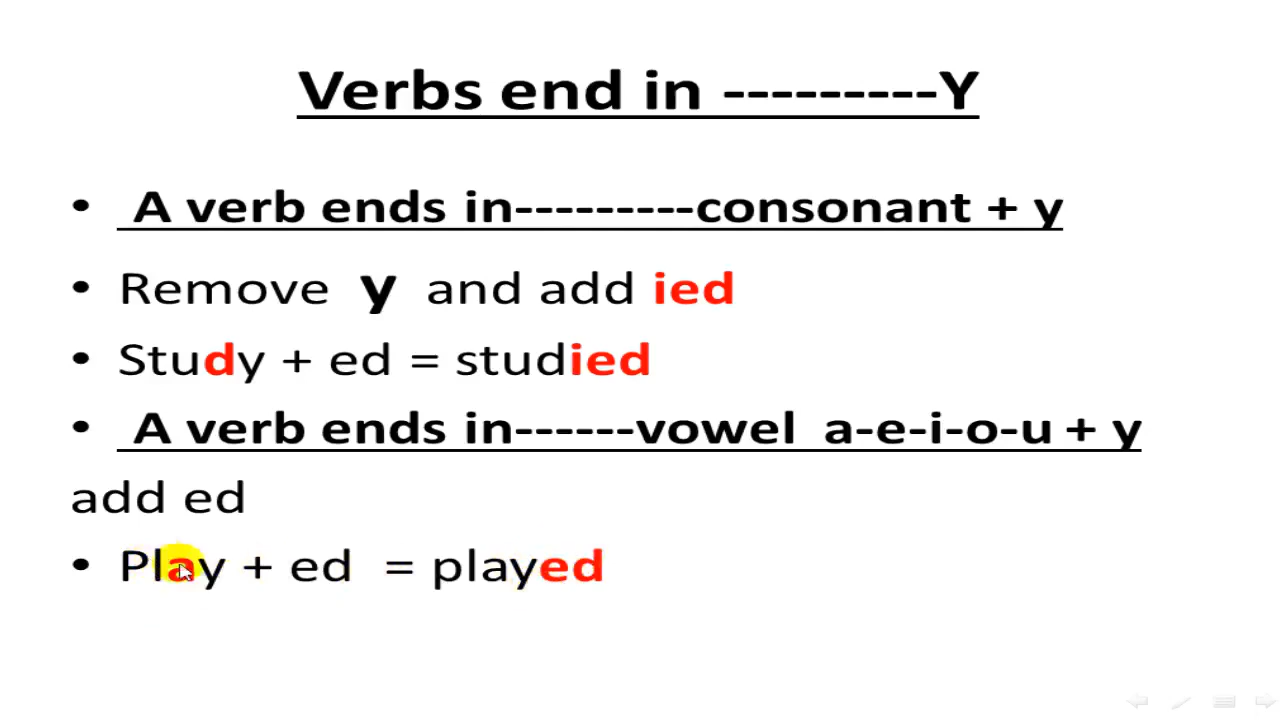 Verbs end in ---------Y
• A verb ends in---------consonant + y
• Remove y and add ied
• Study + ed = studied
• A verb ends in------vowel a-e-i-o-u + y
add ed
• Play + ed = played